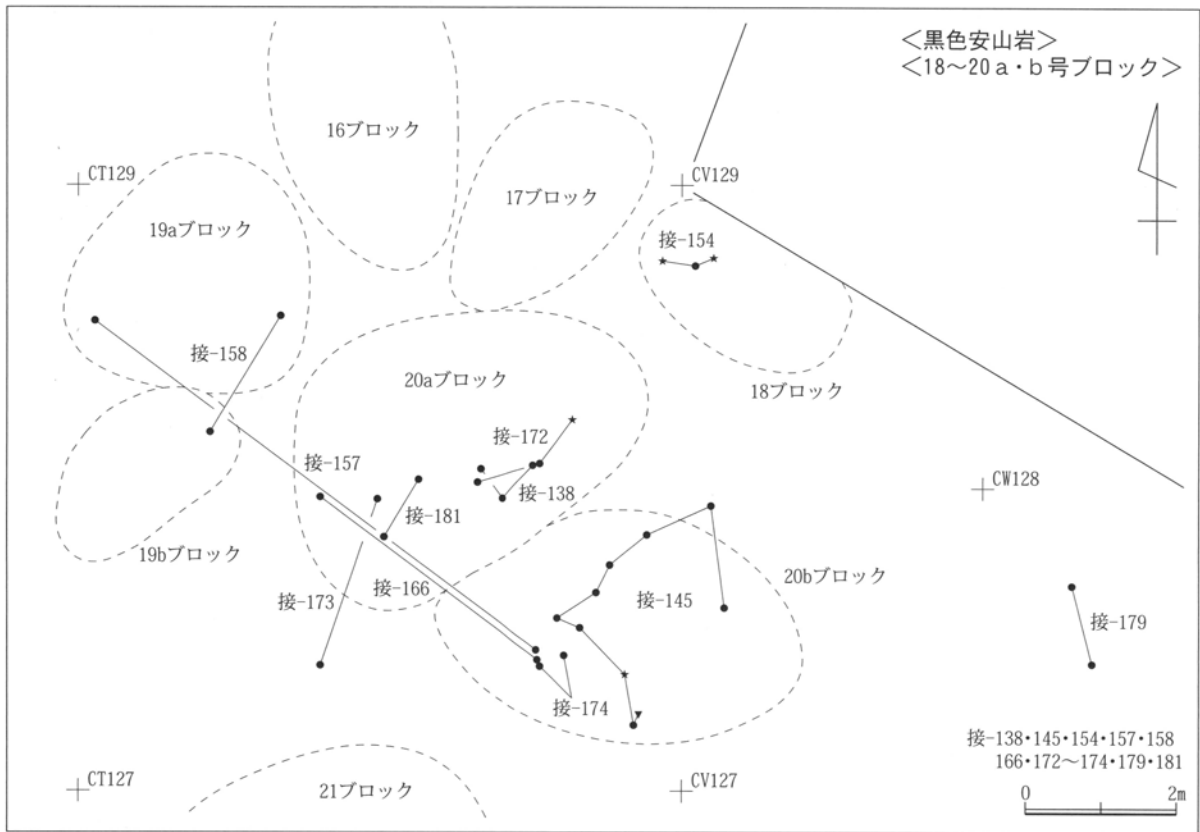 <黒色安山岩>
<18～20a・b号ブロック>
16ブロック
CT129
CV129
17ブロック
19aブロック
接-154
接-158
20aブロック
18ブロック
接-172
接-157
接-138
CW128
接-181
19bブロック
20bブロック
接-166
接-145
接-173
接-179
接-174
接-138・145・154・157・158
166・172～174・179・181
CT127
21ブロック
CV127
0 2m